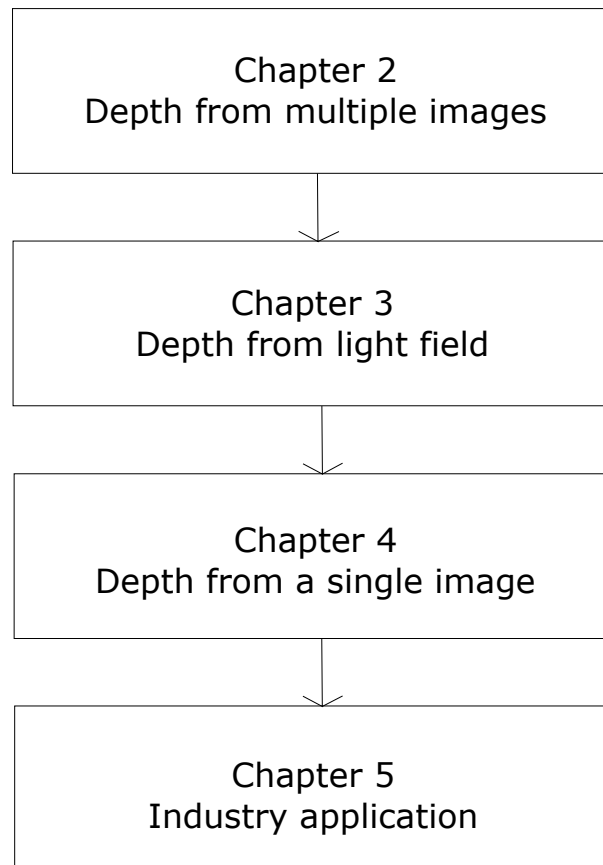 Chapter 2
Depth from multiple images
Chapter 3
Depth from light field
Chapter 4
Depth from a single image
Chapter 5
Industry application